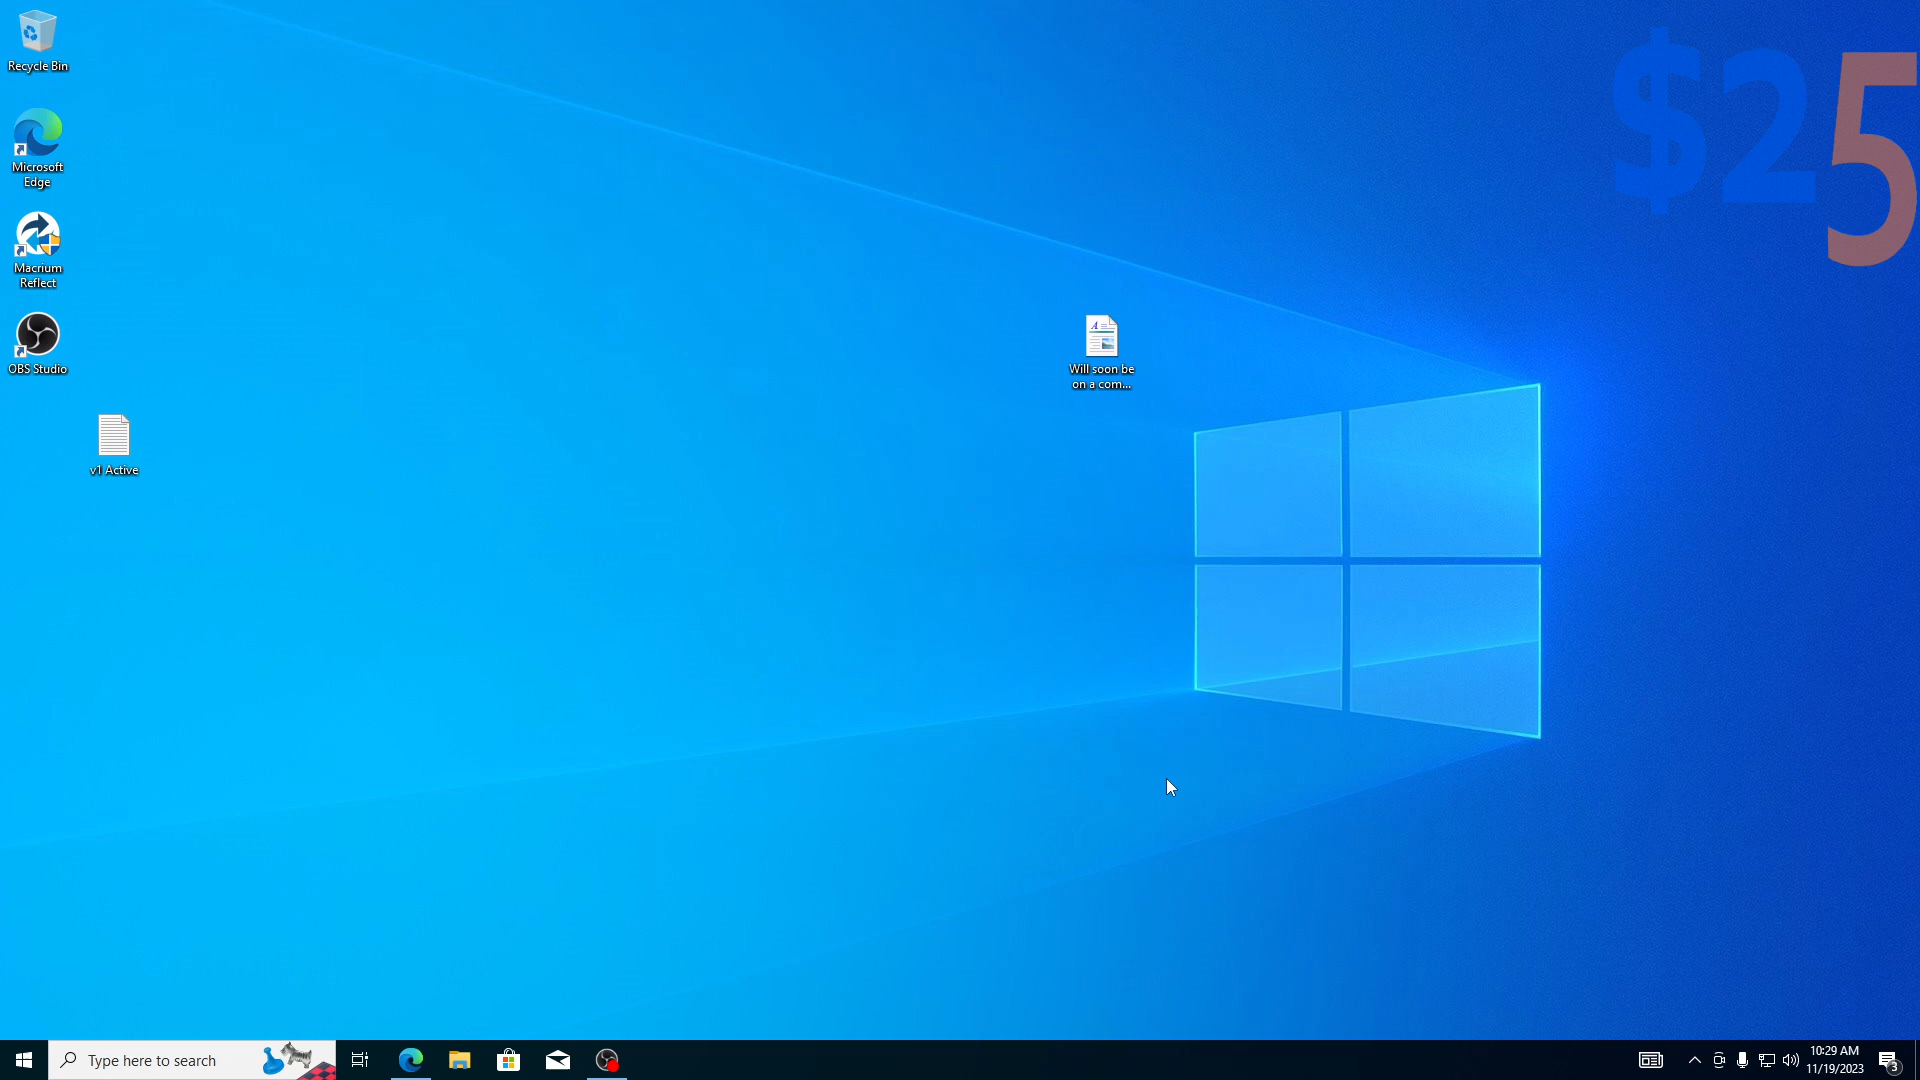 Recycle Bin
$25
Microsoft
Edge
Macrium
Reflect
OBS Studio
Will soon be
on a com...
v1 Active
Type here to search
10:29 AM
11/19/2023
3